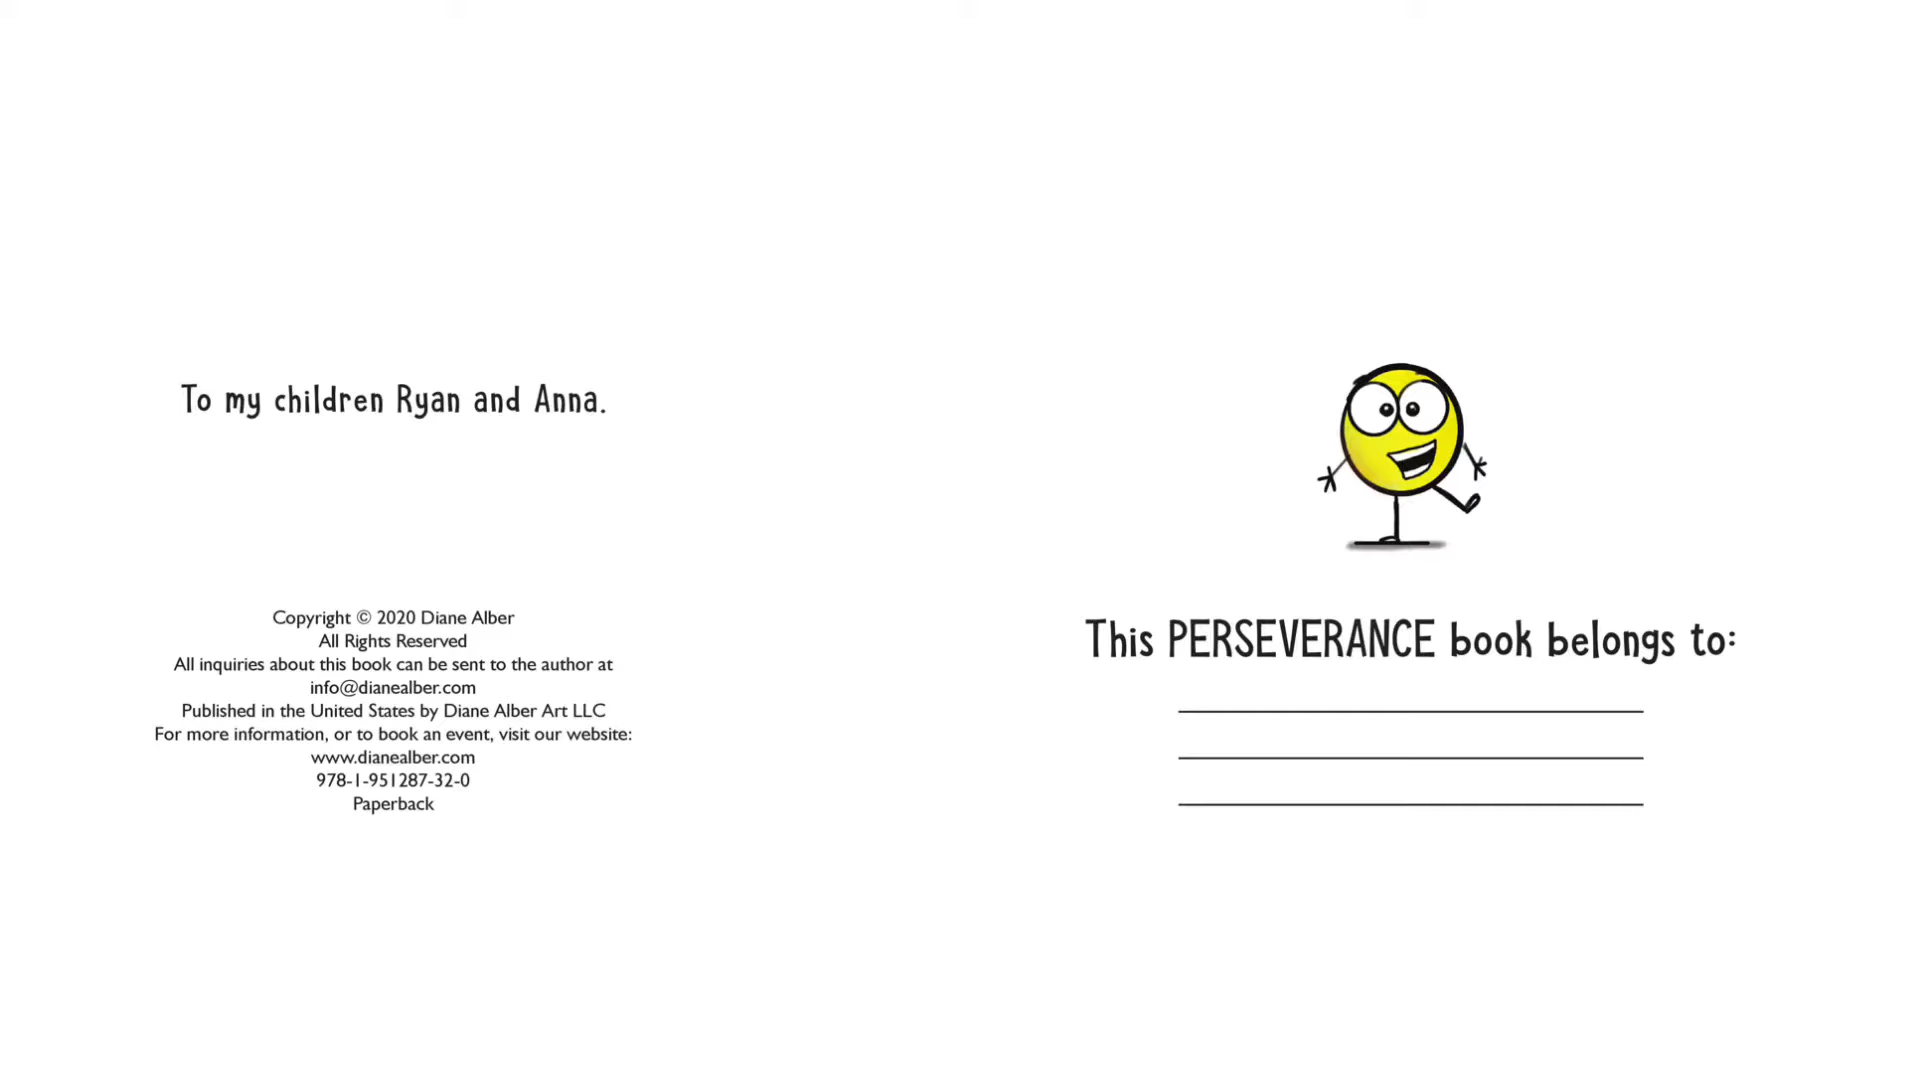 To my children Ryan and Anna.
Copyright © 2020 Diane Alber
All Rights Reserved
All inquiries about this book can be sent to the author at
info@dianealber.com
Published in the United States by Diane Alber Art LLC
For more information, or to book an event, visit our website:
www.dianealber.com
978-1-951287-32-0
Paperback
This PERSEVERANCE book belongs to: